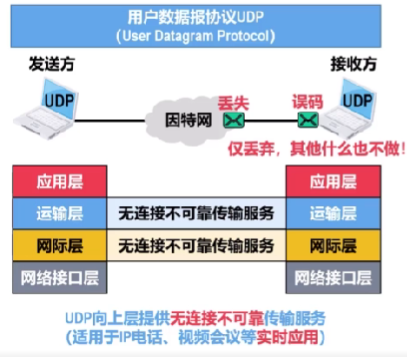 用户数据报协议UDP
(User Datagram Protocol)
发送方
接收方
UDP
因特网
丢失
误码
UDP
仅丢弃，其他什么也不做！
应用层
应用层
运输层
无连接不可靠传输服务
运输层
网际层
无连接不可靠传输服务
网际层
网络接口层
网络接口层
UDP向上层提供无连接不可靠传输服务
(适用于IP电话、视频会议等实时应用)